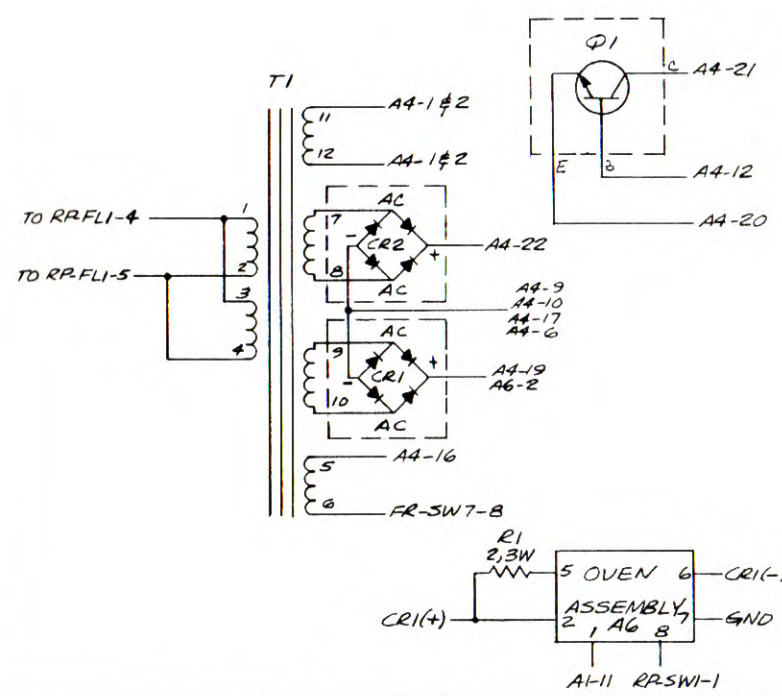 T1
11
A4-1 & 2
12
A4-1 & 2
Q1
C
A4-21
E
B
A4-12
A4-20
TO RP-FL1-4
1
TO RP-FL1-5
2
3
4
AC
7
-
CR2
+
A4-22
8
AC
A4-9
A4-10
A4-17
A4-6
AC
9
+
-
CR1
A4-19
A6-2
10
AC
5
A4-16
6
FR-SW7-8
R1
2,3W
5 OVEN 6
CR1(-
CR1(+)
2 ASSEMBLY 7
GND
1 A6 8
A1-11
RP-SW1-1